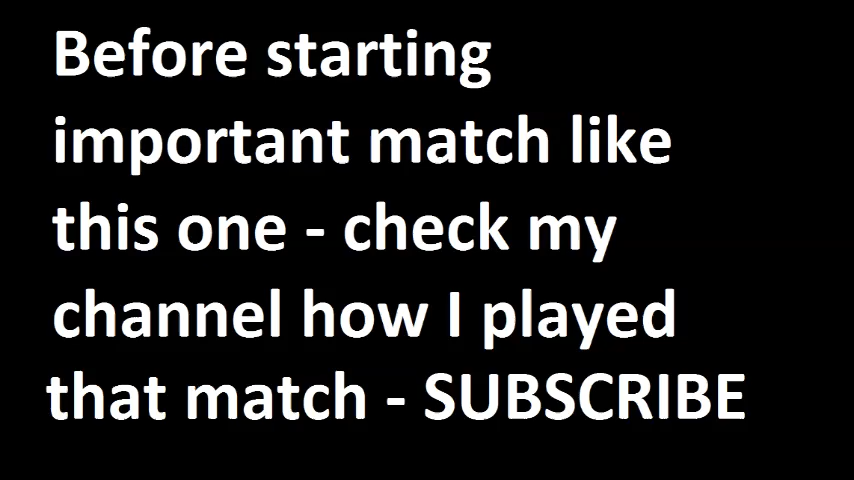 Before starting
important match like
this one - check my
channel how I played
that match - SUBSCRIBE